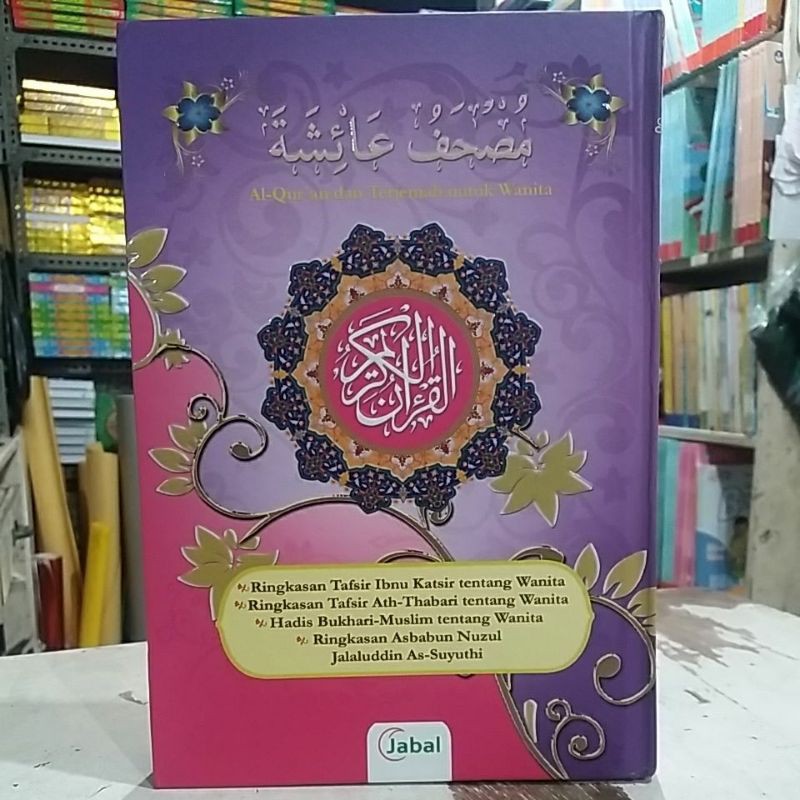 مُصْحَفُ عَائِشَةَ
Al-Qur'an dan Terjemah untuk Wanita
القرآن الكريم
Ringkasan Tafsir Ibnu Katsir tentang Wanita
Ringkasan Tafsir Ath-Thabari tentang Wanita
Hadis Bukhari-Muslim tentang Wanita
Ringkasan Asbabun Nuzul
Jalaluddin As-Suyuthi
Jabal